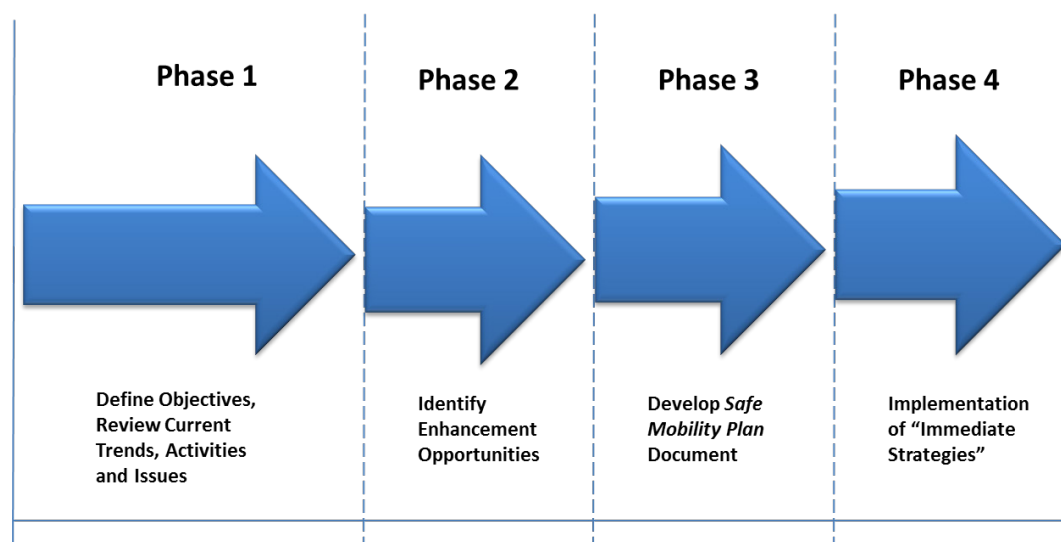 Phase 1
Phase 2
Phase 3
Phase 4
Define Objectives,
Review Current
Trends, Activities
and Issues
Identify
Enhancement
Opportunities
Develop Safe
Mobility Plan
Document
Implementation
of “Immediate
Strategies”